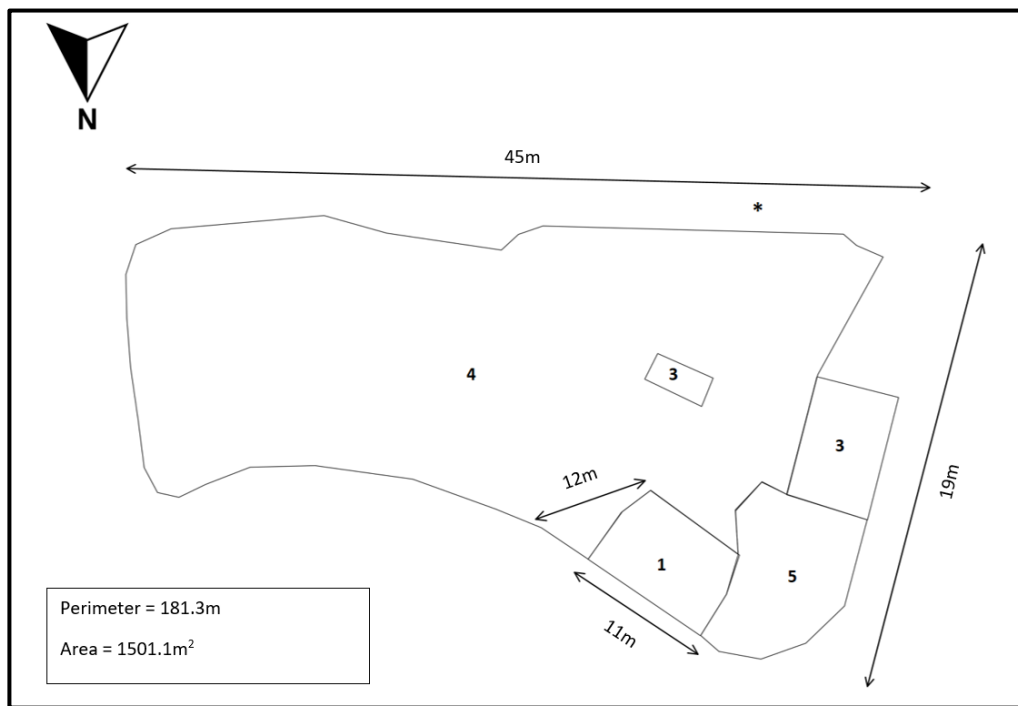 N
45m
*
4
3
3
19m
12m
1
5
11m
Perimeter = 181.3m
Area = 1501.1m²